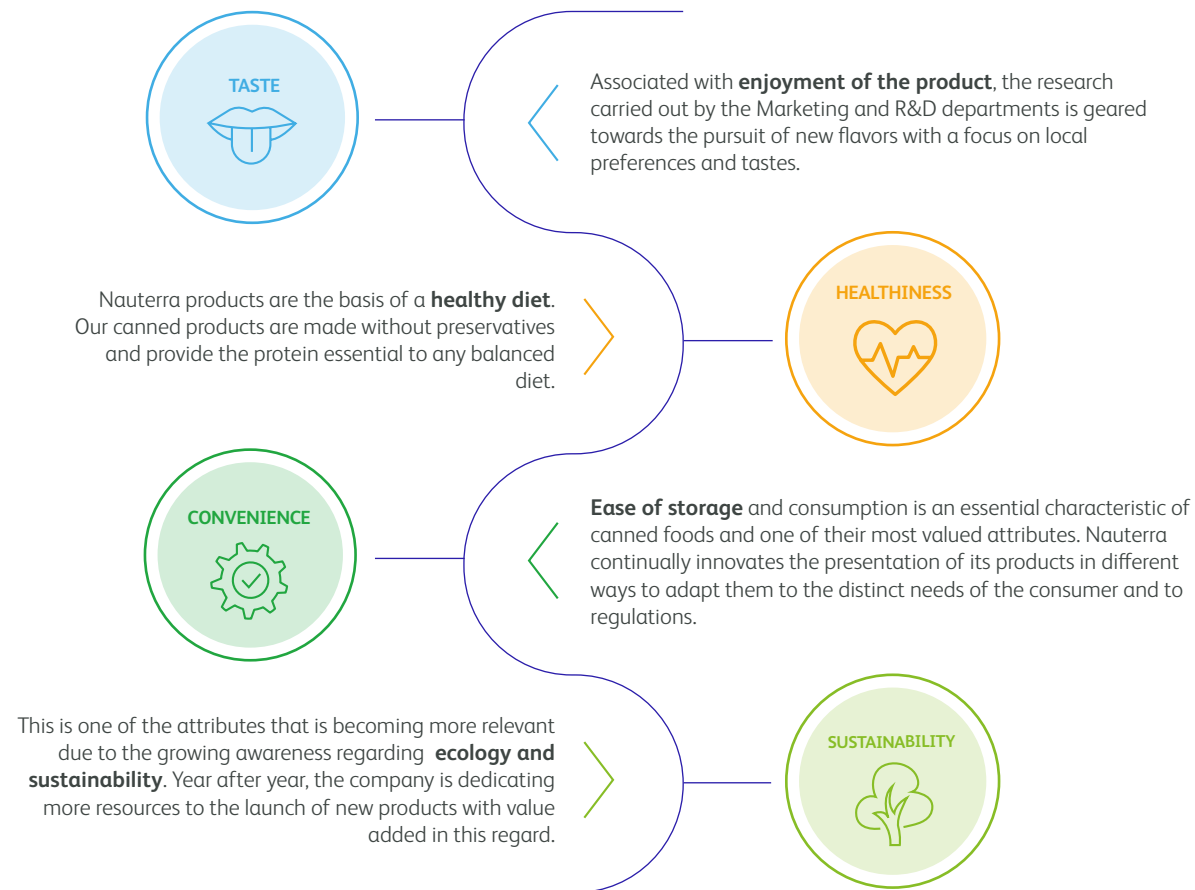 TASTE
Associated with enjoyment of the product, the research
carried out by the Marketing and R&D departments is geared
towards the pursuit of new flavors with a focus on local
preferences and tastes.
HEALTHINESS
Nauterra products are the basis of a healthy diet.
Our canned products are made without preservatives
and provide the protein essential to any balanced
diet.
CONVENIENCE
Ease of storage and consumption is an essential characteristic of
canned foods and one of their most valued attributes. Nauterra
continually innovates the presentation of its products in different
ways to adapt them to the distinct needs of the consumer and to
regulations.
SUSTAINABILITY
This is one of the attributes that is becoming more relevant
due to the growing awareness regarding ecology and
sustainability. Year after year, the company is dedicating
more resources to the launch of new products with value
added in this regard.